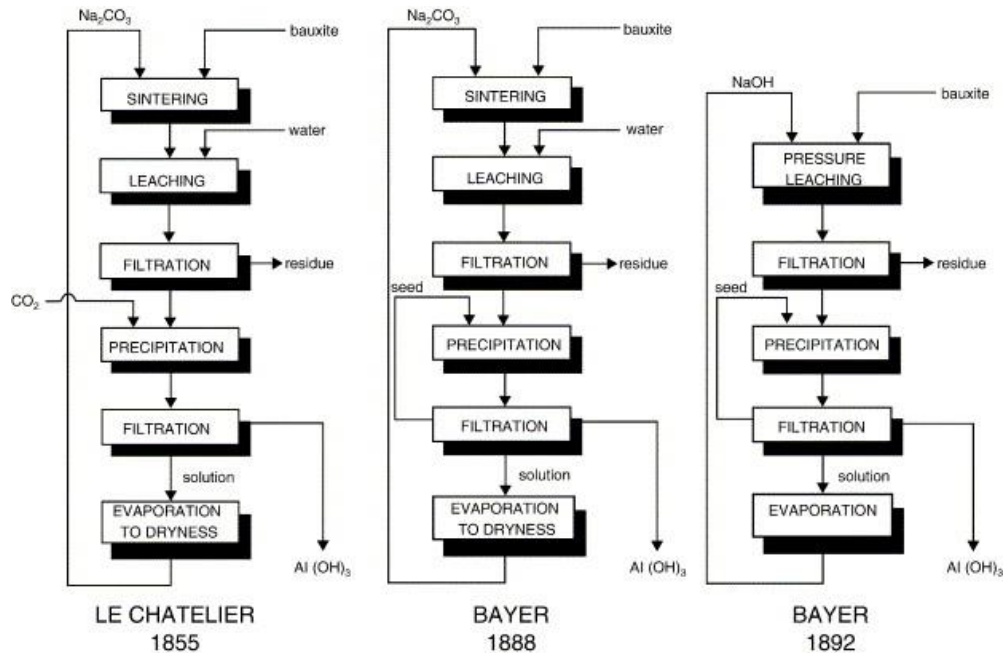 Na₂CO₃
bauxite
SINTERING
water
LEACHING
FILTRATION
residue
CO₂
PRECIPITATION
FILTRATION
solution
EVAPORATION
TO DRYNESS
Al (OH)₃
LE CHATELIER
1855
Na₂CO₃
bauxite
SINTERING
water
LEACHING
FILTRATION
residue
seed
PRECIPITATION
FILTRATION
solution
EVAPORATION
TO DRYNESS
Al (OH)₃
BAYER
1888
NaOH
bauxite
PRESSURE
LEACHING
FILTRATION
residue
seed
PRECIPITATION
FILTRATION
solution
EVAPORATION
Al (OH)₃
BAYER
1892